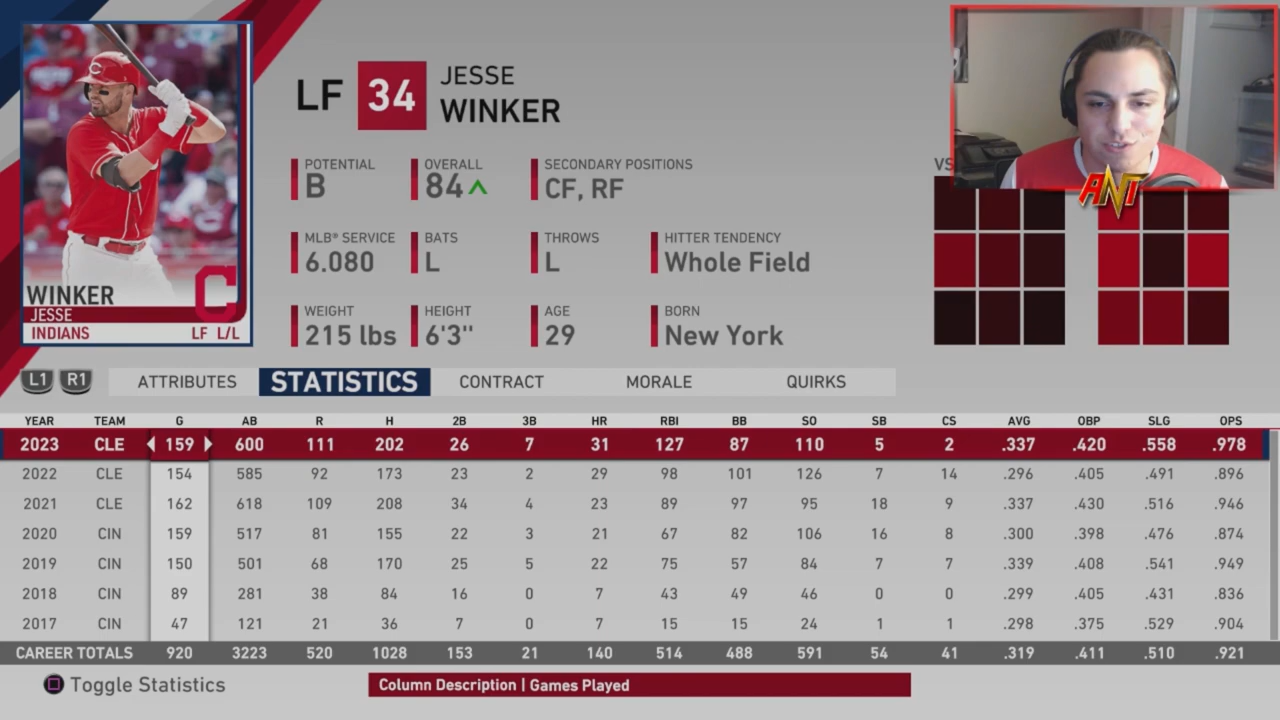 LF 34 JESSE
WINKER
POTENTIAL OVERALL SECONDARY POSITIONS
B 84 CF, RF
VS
ANT
MLB® SERVICE BATS THROWS HITTER TENDENCY
6.080 L L Whole Field
WEIGHT HEIGHT AGE BORN
215 lbs 6'3" 29 New York
C
WINKER
JESSE
INDIANS LF L/L
L1 R1 ATTRIBUTES STATISTICS CONTRACT MORALE QUIRKS
YEAR TEAM G AB R H 2B 3B HR RBI BB SO SB CS AVG OBP SLG OPS
2023 CLE 159 600 111 202 26 7 31 127 87 110 5 2 .337 .420 .558 .978
2022 CLE 154 585 92 173 23 2 29 98 101 126 7 14 .296 .405 .491 .896
2021 CLE 162 618 109 208 34 4 23 89 97 95 18 9 .337 .430 .516 .946
2020 CIN 159 517 81 155 22 3 21 67 82 106 16 8 .300 .398 .476 .874
2019 CIN 150 501 68 170 25 5 22 75 57 84 7 7 .339 .408 .541 .949
2018 CIN 89 281 38 84 16 0 7 43 49 46 0 0 .299 .405 .431 .836
2017 CIN 47 121 21 36 7 0 7 15 15 24 1 1 .298 .375 .529 .904
CAREER TOTALS 920 3223 520 1028 153 21 140 514 488 591 54 41 .319 .411 .510 .921
Toggle Statistics
Column Description | Games Played